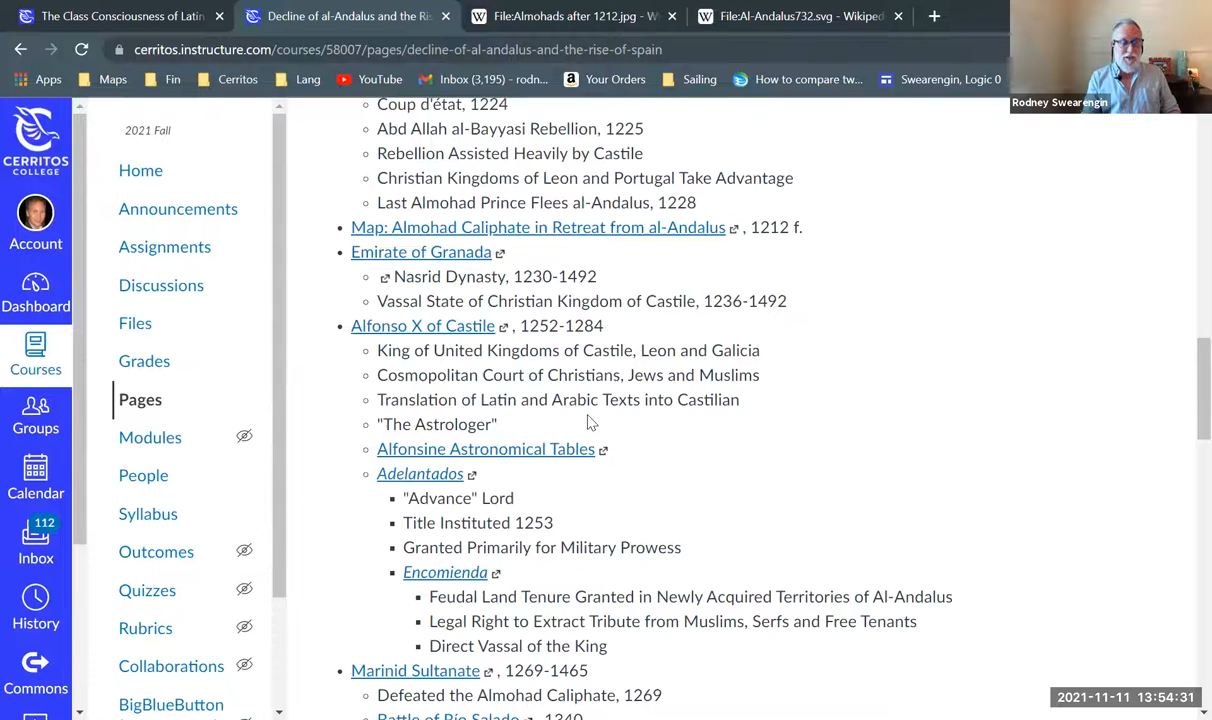 The Class Consciousness of Latin
Decline of al-Andalus and the Ris
File:Almohads after 1212.jpg - W
File:Al-Andalus732.svg - Wikiped
cerritos.instructure.com/courses/58007/pages/decline-of-al-andalus-and-the-rise-of-spain
Apps
Maps
Fin
Cerritos
Lang
YouTube
Inbox (3,195) - rodn...
Your Orders
Sailing
How to compare tw...
Swearengin, Logic 0
Rodney Swearengin
CERRITOS
COLLEGE
Account
Dashboard
Courses
Groups
Calendar
112
Inbox
History
Commons
2021 Fall
Home
Announcements
Assignments
Discussions
Files
Grades
Pages
Modules
People
Syllabus
Outcomes
Quizzes
Rubrics
Collaborations
BigBlueButton
Coup d'état, 1224
Abd Allah al-Bayyasi Rebellion, 1225
Rebellion Assisted Heavily by Castile
Christian Kingdoms of Leon and Portugal Take Advantage
Last Almohad Prince Flees al-Andalus, 1228
Map: Almohad Caliphate in Retreat from al-Andalus , 1212 f.
Emirate of Granada
Nasrid Dynasty, 1230-1492
Vassal State of Christian Kingdom of Castile, 1236-1492
Alfonso X of Castile , 1252-1284
King of United Kingdoms of Castile, Leon and Galicia
Cosmopolitan Court of Christians, Jews and Muslims
Translation of Latin and Arabic Texts into Castilian
"The Astrologer"
Alfonsine Astronomical Tables
Adelantados
"Advance" Lord
Title Instituted 1253
Granted Primarily for Military Prowess
Encomienda
Feudal Land Tenure Granted in Newly Acquired Territories of Al-Andalus
Legal Right to Extract Tribute from Muslims, Serfs and Free Tenants
Direct Vassal of the King
Marinid Sultanate , 1269-1465
Defeated the Almohad Caliphate, 1269
Battle of Río Salado , 1340
2021-11-11 13:54:31